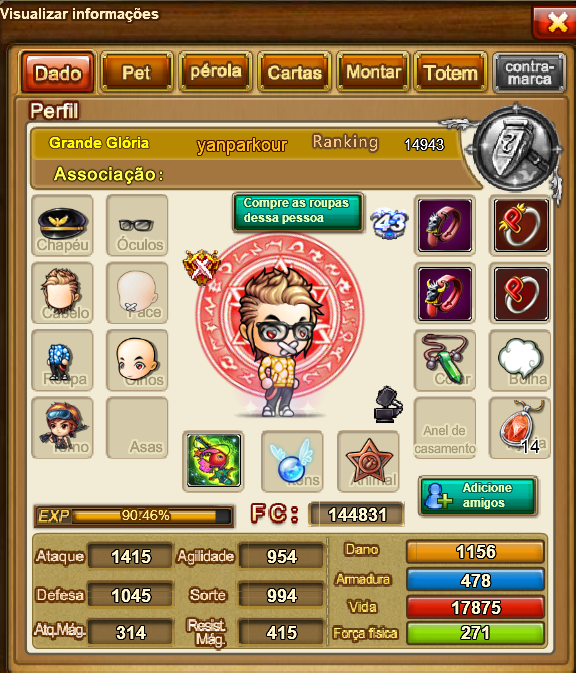 Visualizar informações
Dado
Pet
pérola
Cartas
Montar
Totem
contra-
marca
Perfil
Grande Glória
yanparkour
Ranking
14943
Associação:
Compre as roupas
dessa pessoa
43
Chapéu
Óculos
Cabelo
Face
Roupa
Olhos
Terno
Asas
Colar
Bolha
Anel de
casamento
14
Itens
Animal
Adicione
amigos
EXP
90.46%
FC:
144831
Ataque
1415
Agilidade
954
Defesa
1045
Sorte
994
Atq.Mág.
314
Resist.
Mág.
415
Dano
1156
Armadura
478
Vida
17875
Força física
271